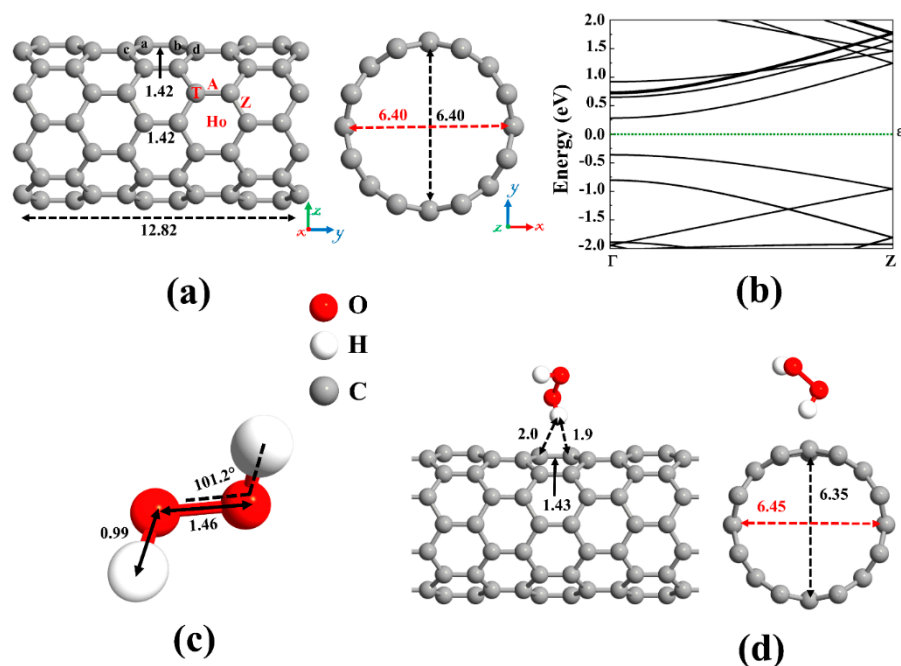 c a b d
1.42
T A
Z
Ho
1.42
12.82
z
x y
6.40 6.40
y
z x
(a)
Energy (eV)
2.0
1.5
1.0
0.5
0.0
-0.5
-1.0
-1.5
-2.0
Γ Z
ε
(b)
O
H
C
101.2°
0.99
1.46
(c)
2.0 1.9
1.43
6.45
6.35
(d)